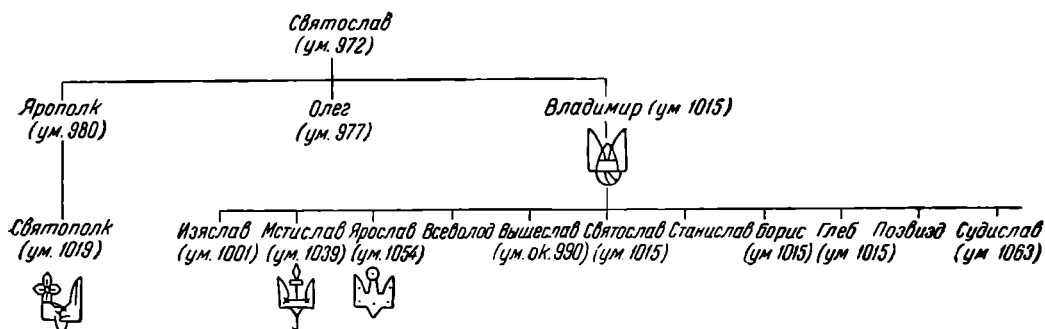 Святослав
(ум. 972)
Ярополк
(ум. 980)
Олег
(ум. 977)
Владимир (ум 1015)
Святополк
(ум. 1019)
Изяслав
(ум. 1001)
Мстислав
(ум. 1039)
Ярослав
(ум. 1054)
Всеволод
Вышеслав
(ум. ок. 990)
Святослав
(ум. 1015)
Станислав
Борис
(ум 1015)
Глеб
(ум. 1015)
Позвизд
Судислав
(ум 1063)